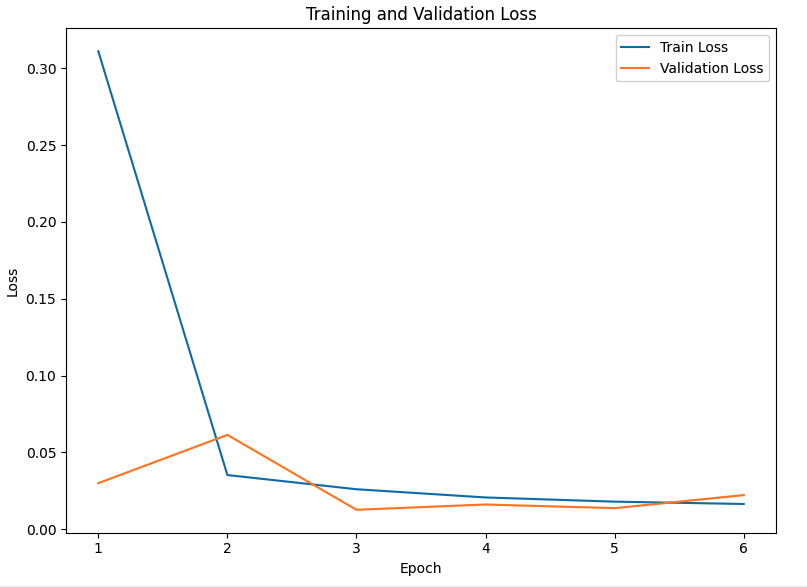 Training and Validation Loss
Train Loss
Validation Loss
0.30
0.25
0.20
0.15
0.10
0.05
0.00
Loss
1 2 3 4 5 6
Epoch